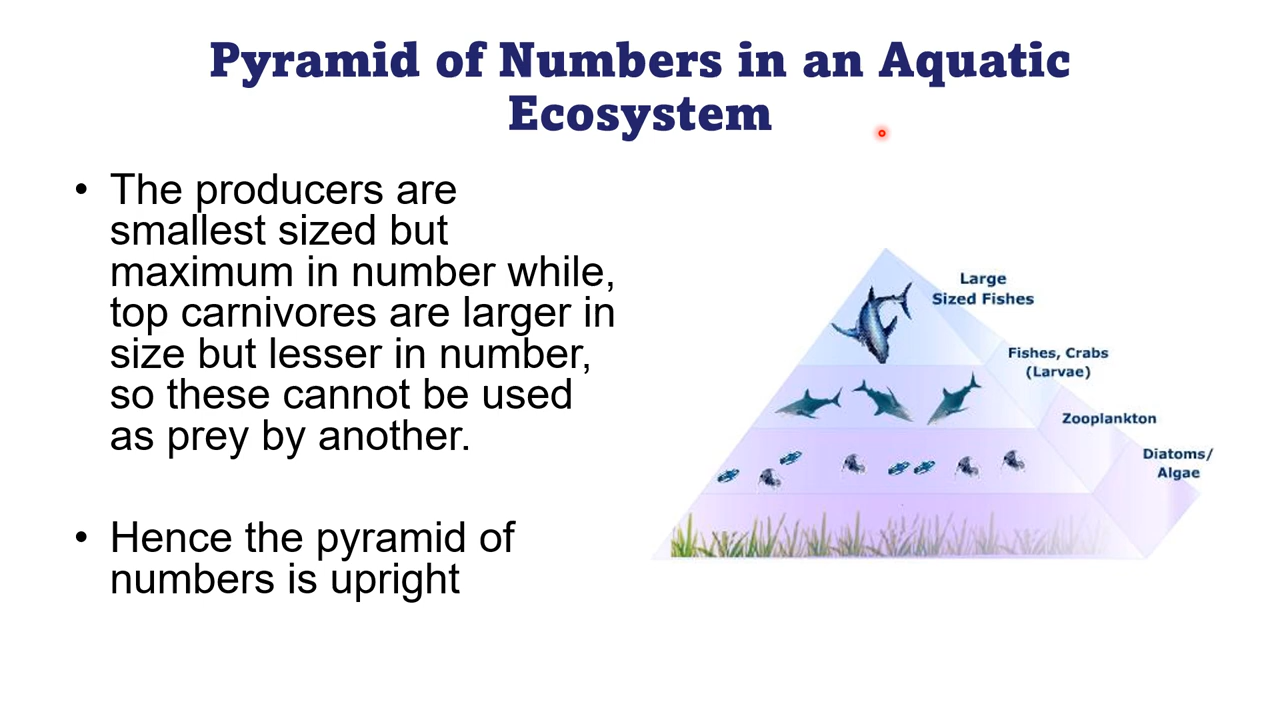 Pyramid of Numbers in an Aquatic
Ecosystem
• The producers are
smallest sized but
maximum in number while,
top carnivores are larger in
size but lesser in number,
so these cannot be used
as prey by another.
• Hence the pyramid of
numbers is upright
Large
Sized Fishes
Fishes, Crabs
(Larvae)
Zooplankton
Diatoms/
Algae